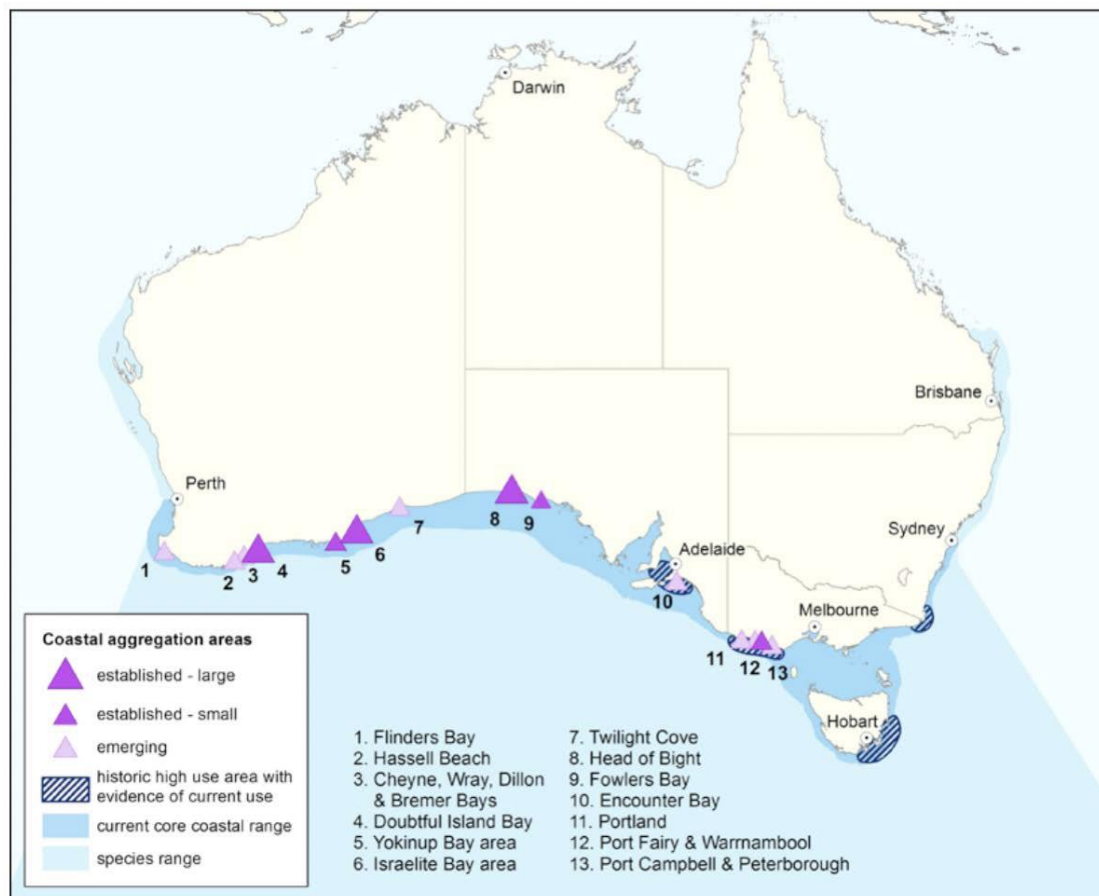 Darwin
Brisbane
Perth
Sydney
Adelaide
Melbourne
Hobart
1
2
3
4
5
6
7
8
9
10
11
12
13
Coastal aggregation areas
established - large
established - small
emerging
historic high use area with
evidence of current use
current core coastal range
species range
1. Flinders Bay
2. Hassell Beach
3. Cheyne, Wray, Dillon
& Bremer Bays
4. Doubtful Island Bay
5. Yokinup Bay area
6. Israelite Bay area
7. Twilight Cove
8. Head of Bight
9. Fowlers Bay
10. Encounter Bay
11. Portland
12. Port Fairy & Warrnambool
13. Port Campbell & Peterborough